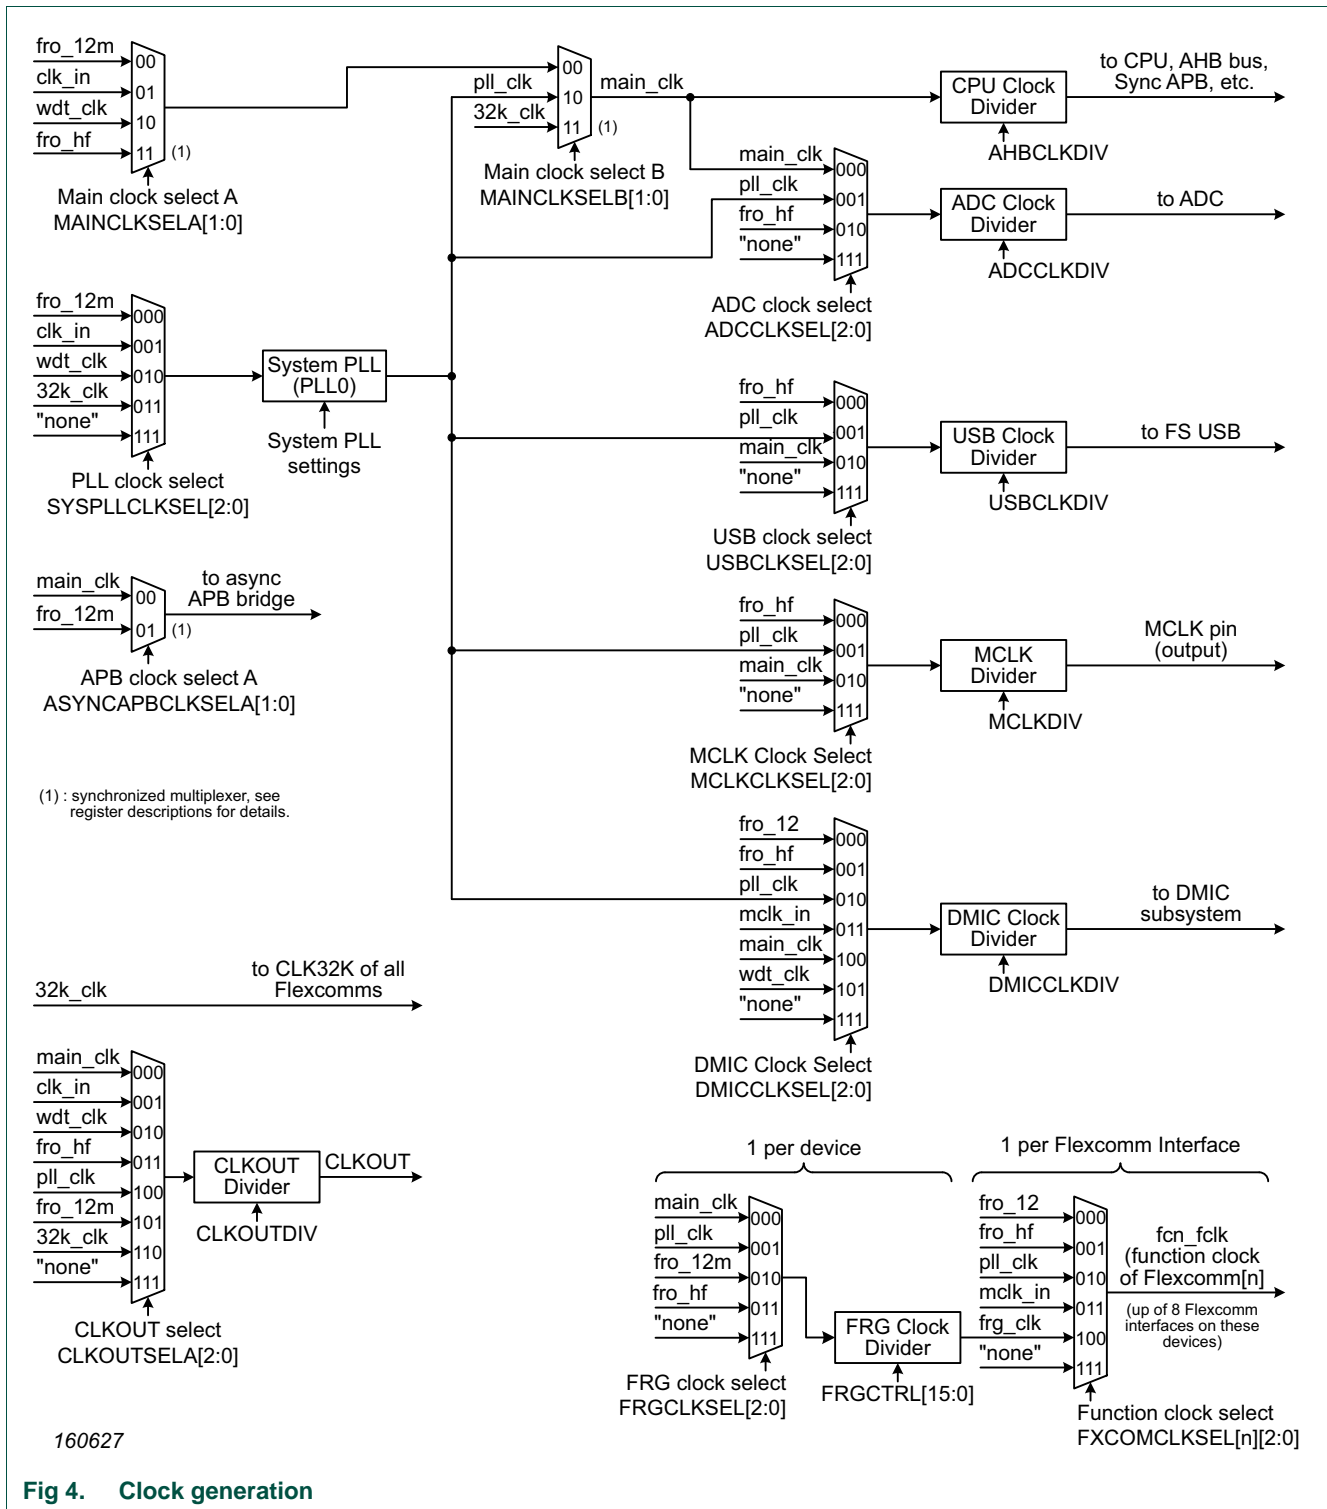 fro_12m
clk_in
wdt_clk
fro_hf
00
01
10
11
(1)
Main clock select A
MAINCLKSELA[1:0]
pll_clk
32k_clk
00
10
11
(1)
main_clk
Main clock select B
MAINCLKSELB[1:0]
CPU Clock
Divider
AHBCLKDIV
to CPU, AHB bus,
Sync APB, etc.
main_clk
pll_clk
fro_hf
"none"
000
001
010
111
ADC clock select
ADCCLKSEL[2:0]
ADC Clock
Divider
ADCCLKDIV
to ADC
fro_12m
clk_in
wdt_clk
32k_clk
"none"
000
001
010
011
111
PLL clock select
SYSPLLCLKSEL[2:0]
System PLL
(PLL0)
System PLL
settings
fro_hf
pll_clk
main_clk
"none"
000
001
010
111
USB clock select
USBCLKSEL[2:0]
USB Clock
Divider
USBCLKDIV
to FS USB
main_clk
fro_12m
00
01
(1)
to async
APB bridge
APB clock select A
ASYNCAPBCLKSELA[1:0]
fro_hf
pll_clk
main_clk
"none"
000
001
010
111
MCLK Clock Select
MCLKCLKSEL[2:0]
MCLK
Divider
MCLKDIV
MCLK pin
(output)
(1) : synchronized multiplexer, see
register descriptions for details.
fro_12
fro_hf
pll_clk
mclk_in
main_clk
wdt_clk
"none"
000
001
010
011
100
101
111
DMIC Clock Select
DMICCLKSEL[2:0]
DMIC Clock
Divider
DMICCLKDIV
to DMIC
subsystem
32k_clk
to CLK32K of all
Flexcomms
main_clk
clk_in
wdt_clk
fro_hf
pll_clk
fro_12m
32k_clk
"none"
000
001
010
011
100
101
110
111
CLKOUT select
CLKOUTSELA[2:0]
CLKOUT
Divider
CLKOUTDIV
CLKOUT
1 per device
main_clk
pll_clk
fro_12m
fro_hf
"none"
000
001
010
011
111
FRG clock select
FRGCLKSEL[2:0]
FRG Clock
Divider
FRGCTRL[15:0]
1 per Flexcomm Interface
fro_12
fro_hf
pll_clk
mclk_in
frg_clk
"none"
000
001
010
011
100
111
Function clock select
FXCOMCLKSEL[n][2:0]
fcn_fclk
(function clock
of Flexcomm[n]
(up of 8 Flexcomm
interfaces on these
devices)
160627
Fig 4. Clock generation